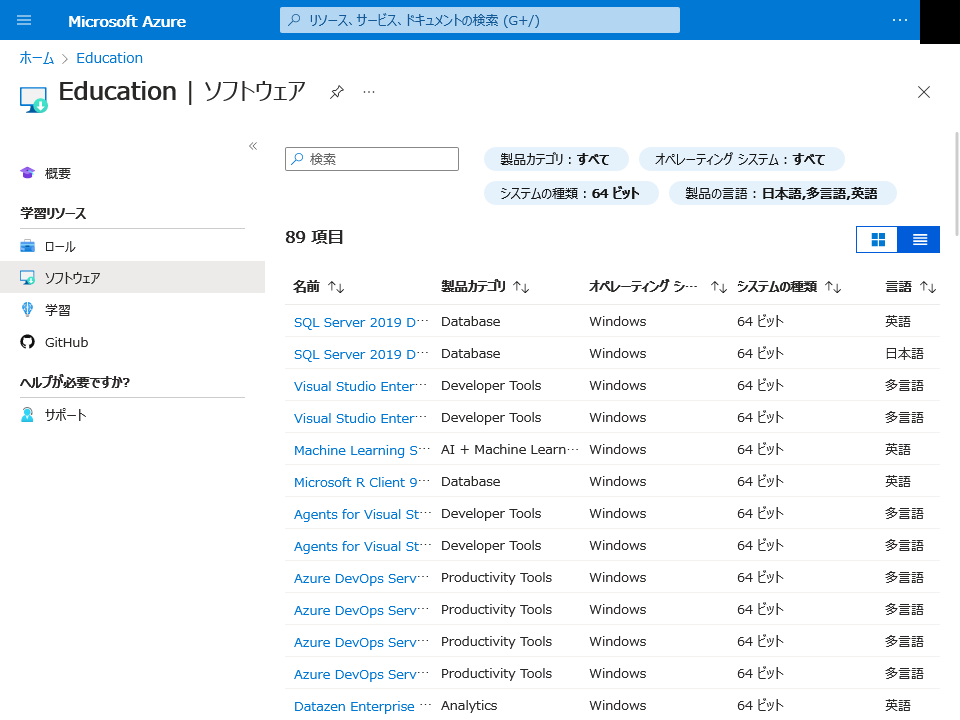 Microsoft Azure
リソース、サービス、ドキュメントの検索 (G+/)
ホーム > Education
Education | ソフトウェア
検索
製品カテゴリ : すべて
オペレーティング システム : すべて
システムの種類 : 64 ビット
製品の言語 : 日本語,多言語,英語
概要
学習リソース
ロール
ソフトウェア
学習
GitHub
ヘルプが必要ですか?
サポート
89 項目
名前 製品カテゴリ オペレーティング シ… システムの種類 言語
SQL Server 2019 D… Database Windows 64 ビット 英語
SQL Server 2019 D… Database Windows 64 ビット 日本語
Visual Studio Enter… Developer Tools Windows 64 ビット 多言語
Visual Studio Enter… Developer Tools Windows 64 ビット 多言語
Machine Learning S… AI + Machine Learn… Windows 64 ビット 英語
Microsoft R Client 9… Database Windows 64 ビット 英語
Agents for Visual St… Developer Tools Windows 64 ビット 多言語
Agents for Visual St… Developer Tools Windows 64 ビット 多言語
Azure DevOps Serv… Productivity Tools Windows 64 ビット 多言語
Azure DevOps Serv… Productivity Tools Windows 64 ビット 多言語
Azure DevOps Serv… Productivity Tools Windows 64 ビット 多言語
Azure DevOps Serv… Productivity Tools Windows 64 ビット 多言語
Datazen Enterprise … Analytics Windows 64 ビット 英語